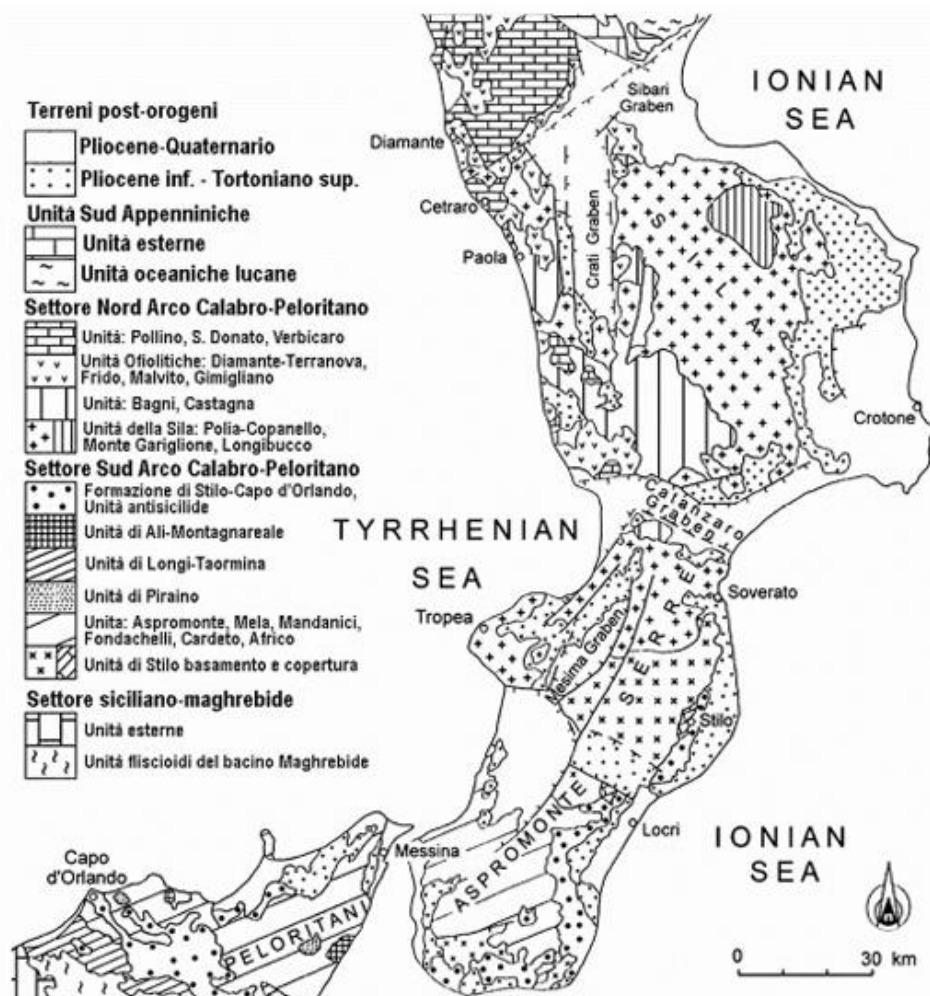 Terreni post-orogeni
Pliocene-Quaternario
Pliocene inf. - Tortoniano sup.
Unità Sud Appenniniche
Unità esterne
Unità oceaniche lucane
Settore Nord Arco Calabro-Peloritano
Unità: Pollino, S. Donato, Verbicaro
Unità Ofiolitiche: Diamante-Terranova,
Frido, Malvito, Gimigliano
Unità: Bagni, Castagna
Unità della Sila: Polia-Copanello,
Monte Gariglione, Longibucco
Settore Sud Arco Calabro-Peloritano
Formazione di Stilo-Capo d'Orlando,
Unità antisicilide
Unità di Ali-Montagnareale
Unità di Longi-Taormina
Unità di Piraino
Unita: Aspromonte, Mela, Mandanici,
Fondachelli, Cardeto, Africo
Unità di Stilo basamento e copertura
Settore siciliano-maghrebide
Unità esterne
Unità fliscioidi del bacino Maghrebide
IONIAN
SEA
Sibari
Graben
Diamante
Cetraro
Paola
Crati Graben
SILA
Crotone
Catanzaro
Graben
TYRRHENIAN
SEA
Soverato
Tropea
Mesima Graben
SERRE
Stilo
Locri
ASPROMONTE
Messina
Capo
d'Orlando
PELORITANI
IONIAN
SEA
n
0 30 km